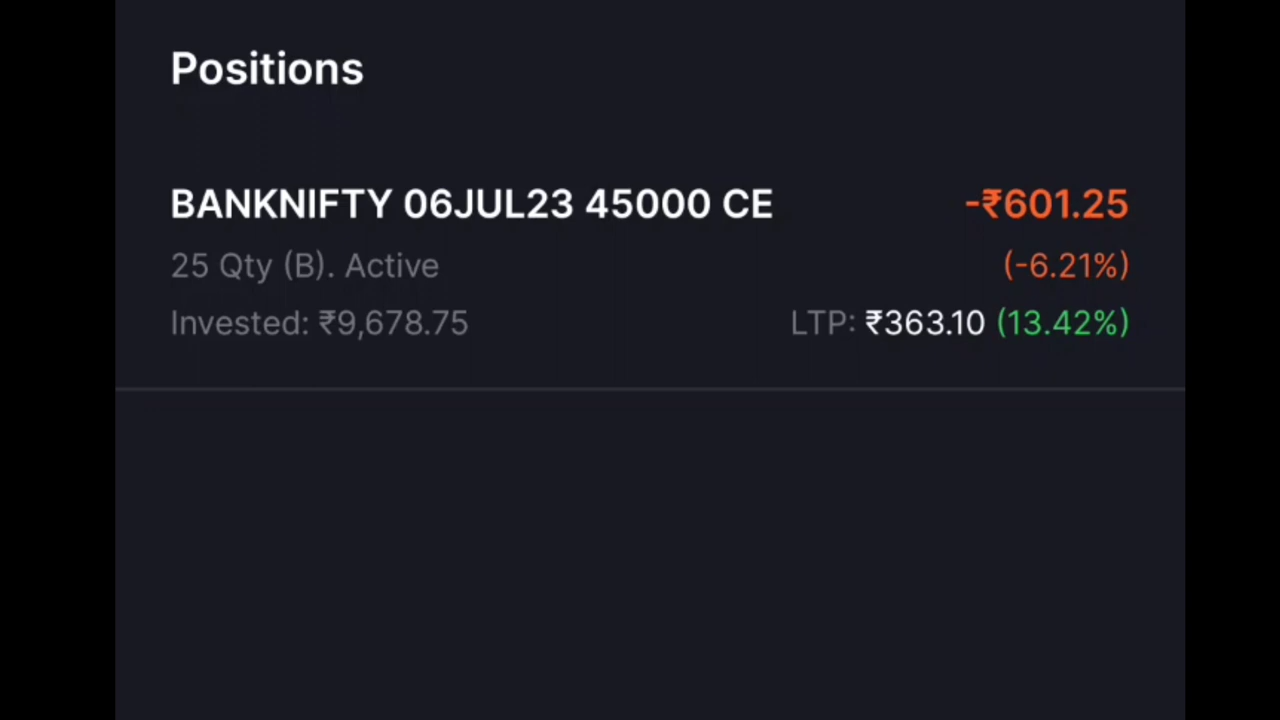 Positions
BANKNIFTY 06JUL23 45000 CE -₹601.25
25 Qty (B). Active (-6.21%)
Invested: ₹9,678.75 LTP: ₹363.10 (13.42%)